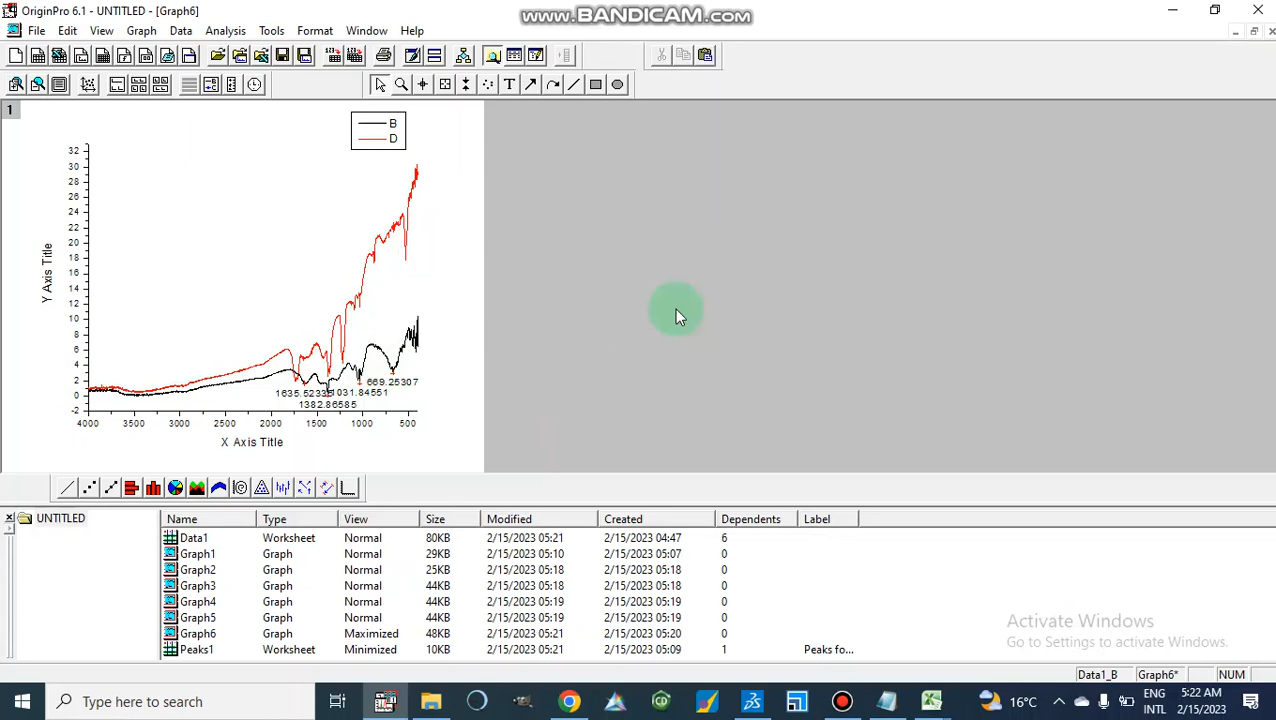 OriginPro 6.1 - UNTITLED - [Graph6]
www.BANDICAM.com
File Edit View Graph Data Analysis Tools Format Window Help
1
B
D
32
30
28
26
24
22
20
18
16
14
12
10
8
6
4
2
0
-2
Y Axis Title
669.25307
1635.52335 1031.84551
1382.86585
4000 3500 3000 2500 2000 1500 1000 500
X Axis Title
UNTITLED
Name Type View Size Modified Created Dependents Label
Data1 Worksheet Normal 80KB 2/15/2023 05:21 2/15/2023 04:47 6
Graph1 Graph Normal 29KB 2/15/2023 05:10 2/15/2023 05:07 0
Graph2 Graph Normal 25KB 2/15/2023 05:18 2/15/2023 05:18 0
Graph3 Graph Normal 44KB 2/15/2023 05:18 2/15/2023 05:18 0
Graph4 Graph Normal 44KB 2/15/2023 05:19 2/15/2023 05:19 0
Graph5 Graph Normal 44KB 2/15/2023 05:19 2/15/2023 05:19 0
Graph6 Graph Maximized 48KB 2/15/2023 05:21 2/15/2023 05:20 0
Peaks1 Worksheet Minimized 10KB 2/15/2023 05:21 2/15/2023 05:09 1 Peaks fo...
Activate Windows
Go to Settings to activate Windows.
Data1_B Graph6* NUM
Type here to search
16°C
ENG
INTL
5:22 AM
2/15/2023